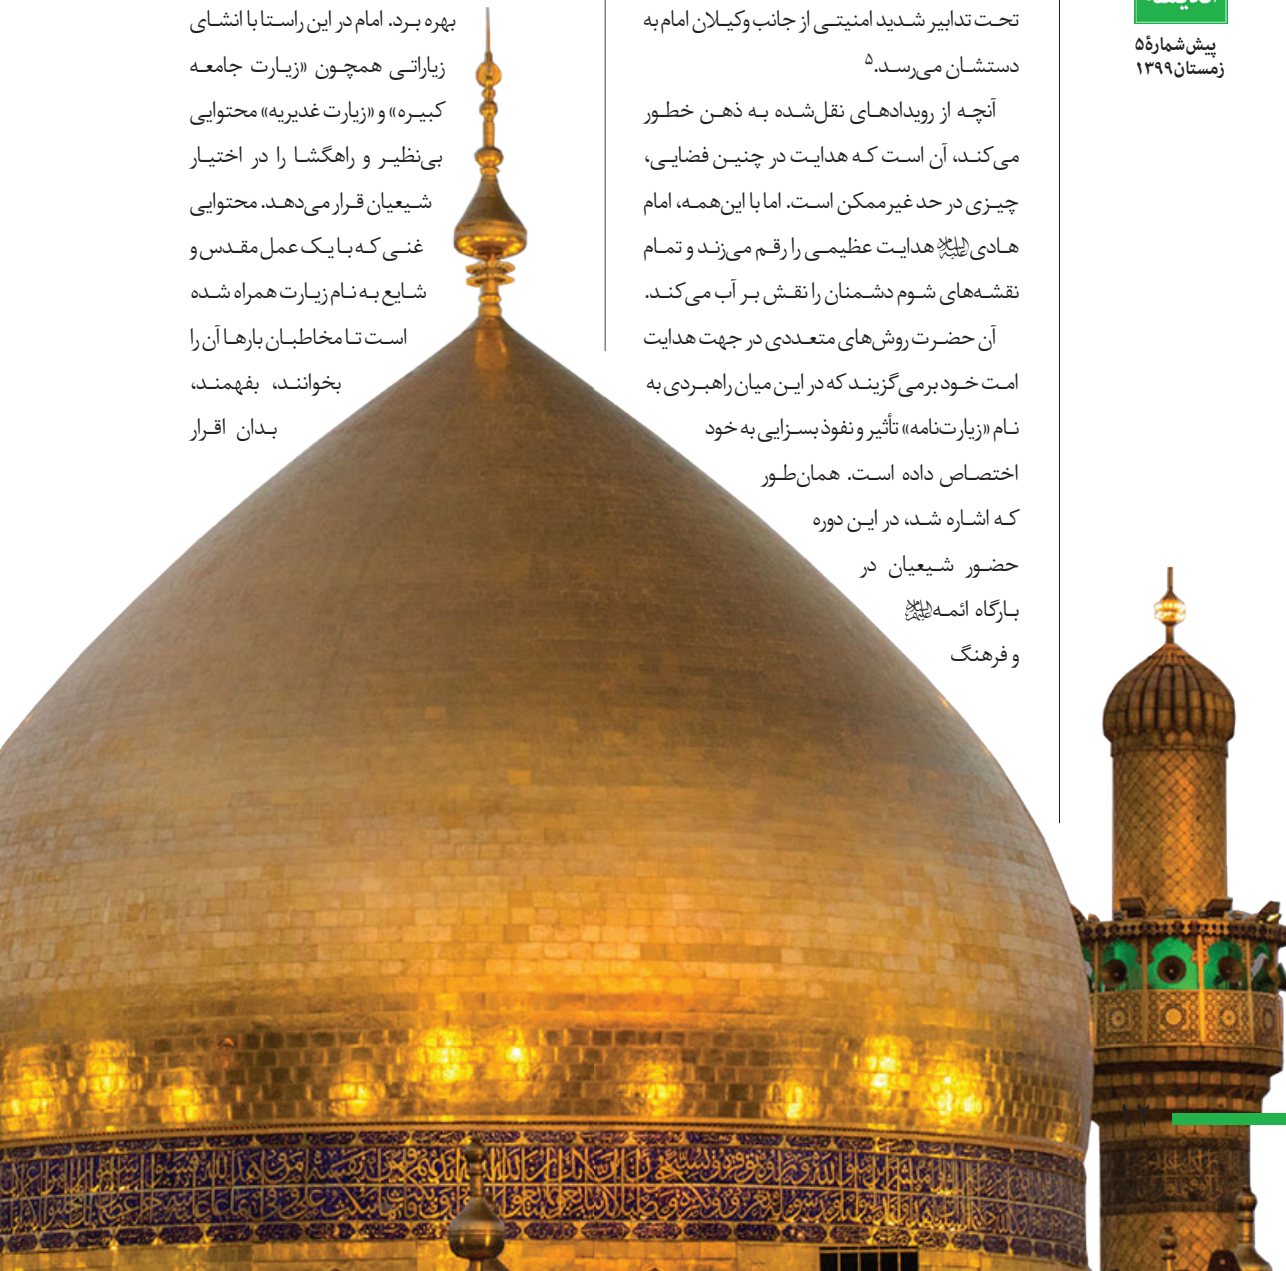 پیش‌شمارهٔ۵
زمستان۱۳۹۹
تحت تدابیر شدید امنیتی از جانب وکیلان امام به
دستشان می‌رسد.۵
آنچه از رویدادهای نقل‌شده به ذهن خطور
می‌کند، آن است که هدایت در چنین فضایی،
چیزی در حد غیرممکن است. اما با این‌همه، امام
هادی علیه‌السلام هدایت عظیمی را رقم می‌زند و تمام
نقشه‌های شوم دشمنان را نقش بر آب می‌کند.
آن حضرت روش‌های متعددی در جهت هدایت
امت خود برمی‌گزیند که در این میان راهبردی به
نام «زیارت‌نامه» تأثیر و نفوذ بسزایی به خود
اختصاص داده است. همان‌طور
که اشاره شد، در این دوره
حضور شیعیان در
بارگاه ائمه علیهم‌السلام
و فرهنگ
بهره برد. امام در این راستا با انشای
زیاراتی همچون «زیارت جامعه
کبیره» و «زیارت غدیریه» محتوایی
بی‌نظیر و راهگشا را در اختیار
شیعیان قرار می‌دهد. محتوایی
غنی که با یک عمل مقدس و
شایع به نام زیارت همراه شده
است تا مخاطبان بارها آن را
بخوانند، بفهمند،
بدان اقرار